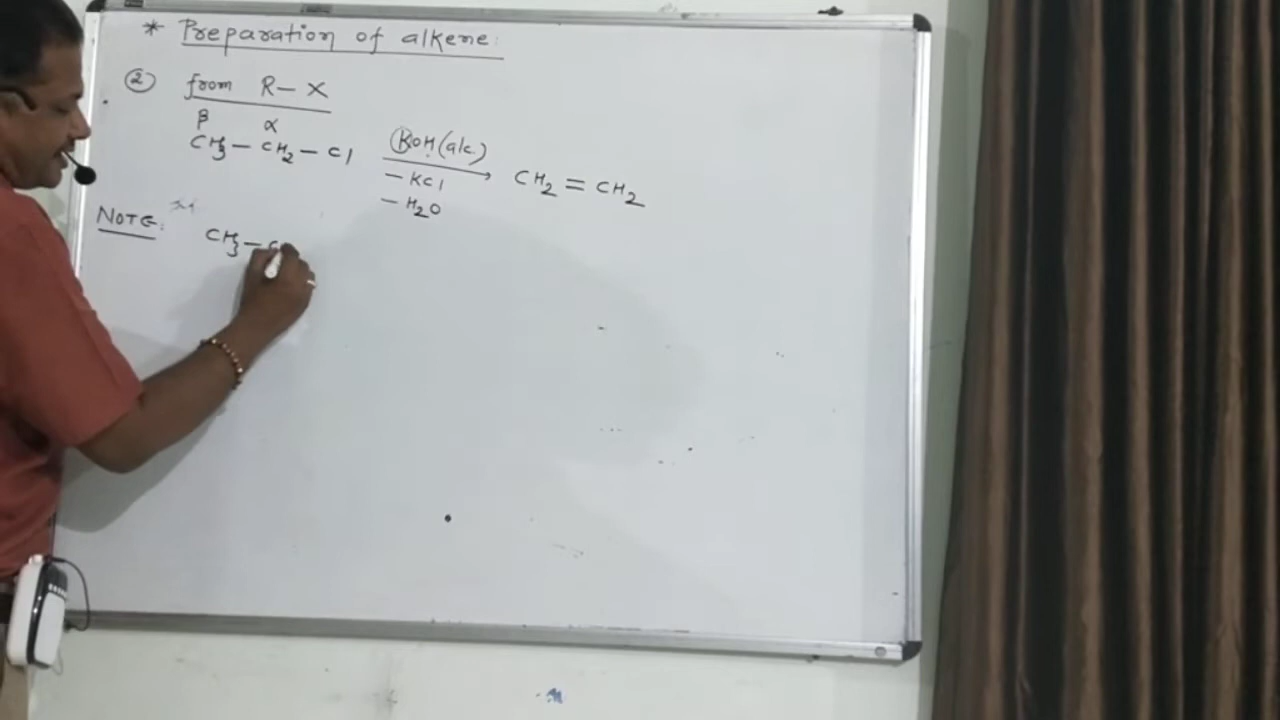 * Preparation of alkene:
② from R – X
β α
CH3 – CH2 – Cl KOH(alc.) → CH2 = CH2
– KCl
– H2O
NOTE: CH3 – C